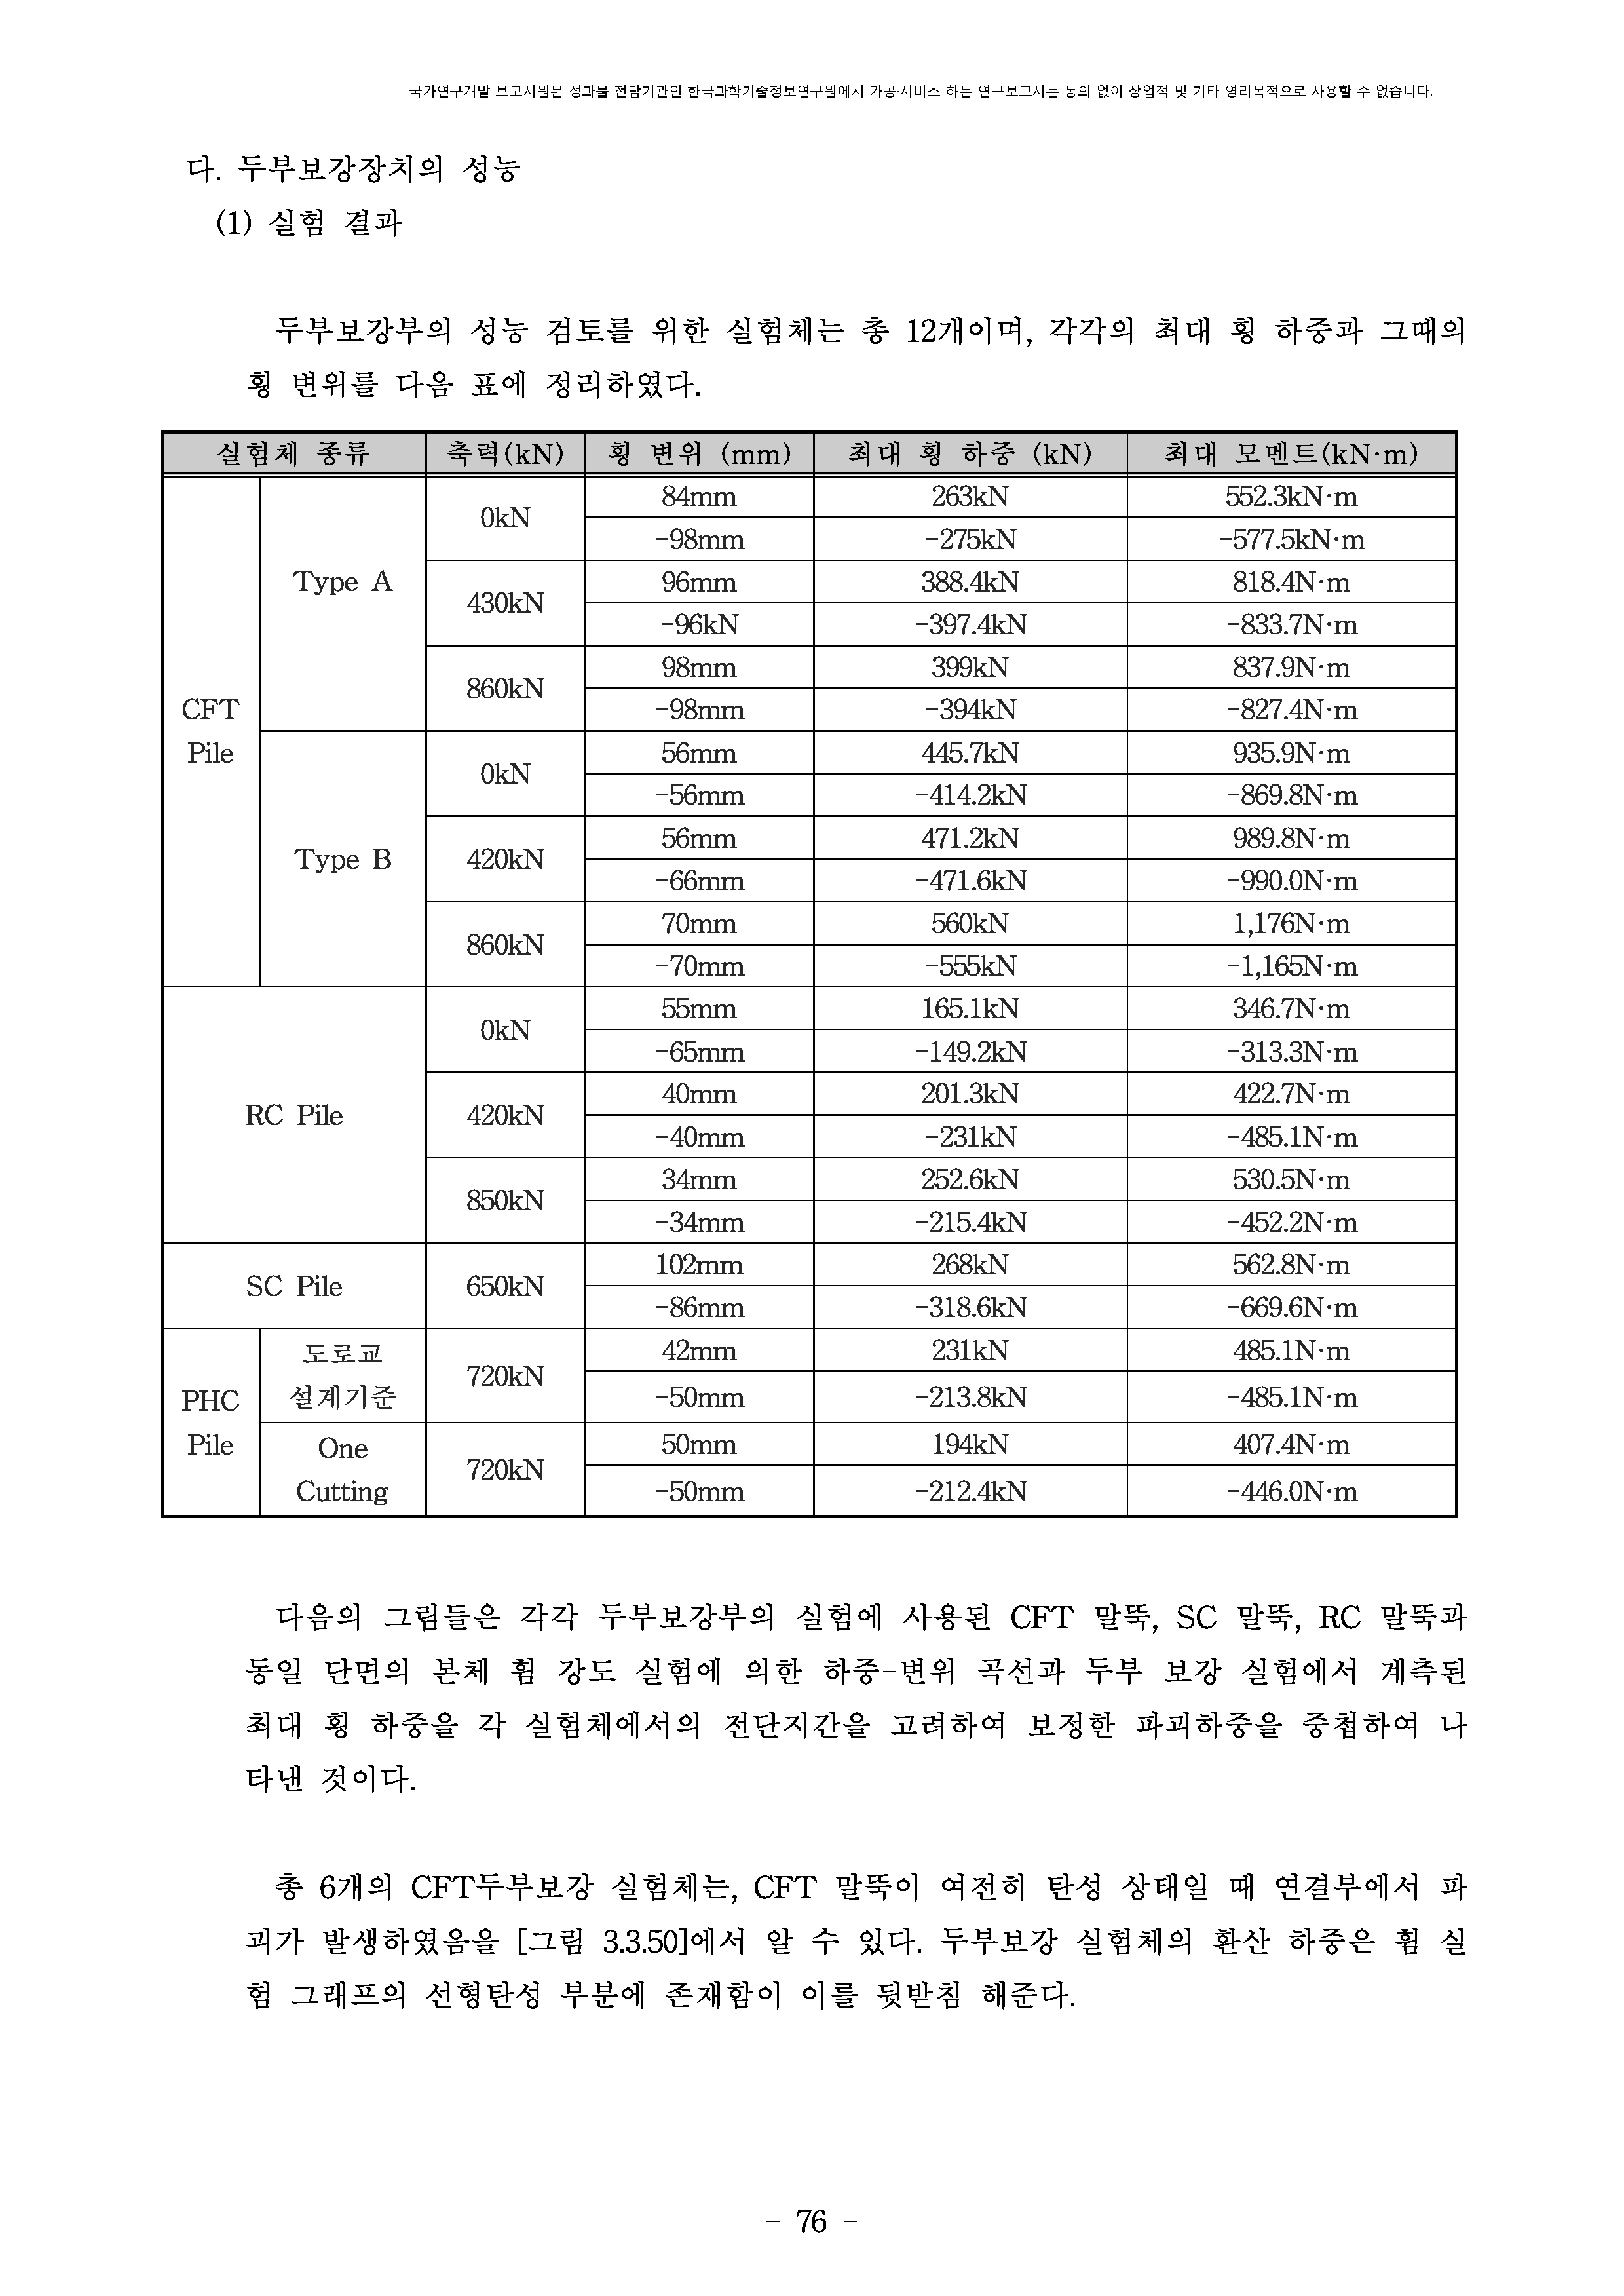 국가연구개발 보고서원문 성과물 전담기관인 한국과학기술정보연구원에서 가공·서비스 하는 연구보고서는 동의 없이 상업적 및 기타 영리목적으로 사용할 수 없습니다.
다. 두부보강장치의 성능
(1) 실험 결과
두부보강부의 성능 검토를 위한 실험체는 총 12개이며, 각각의 최대 횡 하중과 그때의
횡 변위를 다음 표에 정리하였다.
실험체 종류 축력(kN) 횡 변위 (mm) 최대 횡 하중 (kN) 최대 모멘트(kN·m)
CFT Pile Type A 0kN 84mm 263kN 552.3kN·m
-98mm -275kN -577.5kN·m
430kN 96mm 388.4kN 818.4N·m
-96kN -397.4kN -833.7N·m
860kN 98mm 399kN 837.9N·m
-98mm -394kN -827.4N·m
Type B 0kN 56mm 445.7kN 935.9N·m
-56mm -414.2kN -869.8N·m
420kN 56mm 471.2kN 989.8N·m
-66mm -471.6kN -990.0N·m
860kN 70mm 560kN 1,176N·m
-70mm -555kN -1,165N·m
RC Pile 0kN 55mm 165.1kN 346.7N·m
-65mm -149.2kN -313.3N·m
420kN 40mm 201.3kN 422.7N·m
-40mm -231kN -485.1N·m
850kN 34mm 252.6kN 530.5N·m
-34mm -215.4kN -452.2N·m
SC Pile 650kN 102mm 268kN 562.8N·m
-86mm -318.6kN -669.6N·m
PHC Pile 도로교 설계기준 720kN 42mm 231kN 485.1N·m
-50mm -213.8kN -485.1N·m
One Cutting 720kN 50mm 194kN 407.4N·m
-50mm -212.4kN -446.0N·m
다음의 그림들은 각각 두부보강부의 실험에 사용된 CFT 말뚝, SC 말뚝, RC 말뚝과
동일 단면의 본체 휨 강도 실험에 의한 하중-변위 곡선과 두부 보강 실험에서 계측된
최대 횡 하중을 각 실험체에서의 전단지간을 고려하여 보정한 파괴하중을 중첩하여 나
타낸 것이다.
총 6개의 CFT두부보강 실험체는, CFT 말뚝이 여전히 탄성 상태일 때 연결부에서 파
괴가 발생하였음을 [그림 3.3.50]에서 알 수 있다. 두부보강 실험체의 환산 하중은 휨 실
험 그래프의 선형탄성 부분에 존재함이 이를 뒷받침 해준다.
- 76 -